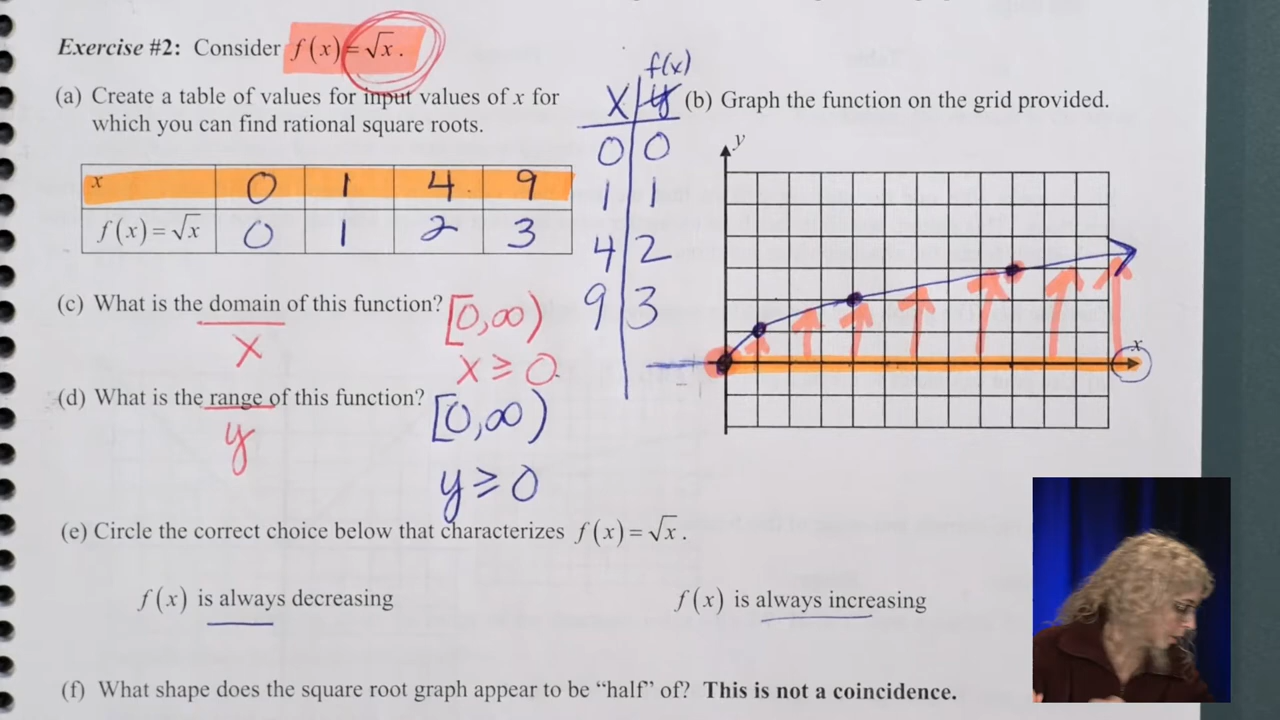 Exercise #2: Consider f(x)=√x.
(a) Create a table of values for input values of x for
which you can find rational square roots.
x 0 1 4 9
f(x)=√x 0 1 2 3
f(x)
x y
0 0
1 1
4 2
9 3
(b) Graph the function on the grid provided.
y
x
(c) What is the domain of this function? [0,∞)
x
x ≥ 0
(d) What is the range of this function? [0,∞)
y
y ≥ 0
(e) Circle the correct choice below that characterizes f(x)=√x.
f(x) is always decreasing
f(x) is always increasing
(f) What shape does the square root graph appear to be “half” of? This is not a coincidence.